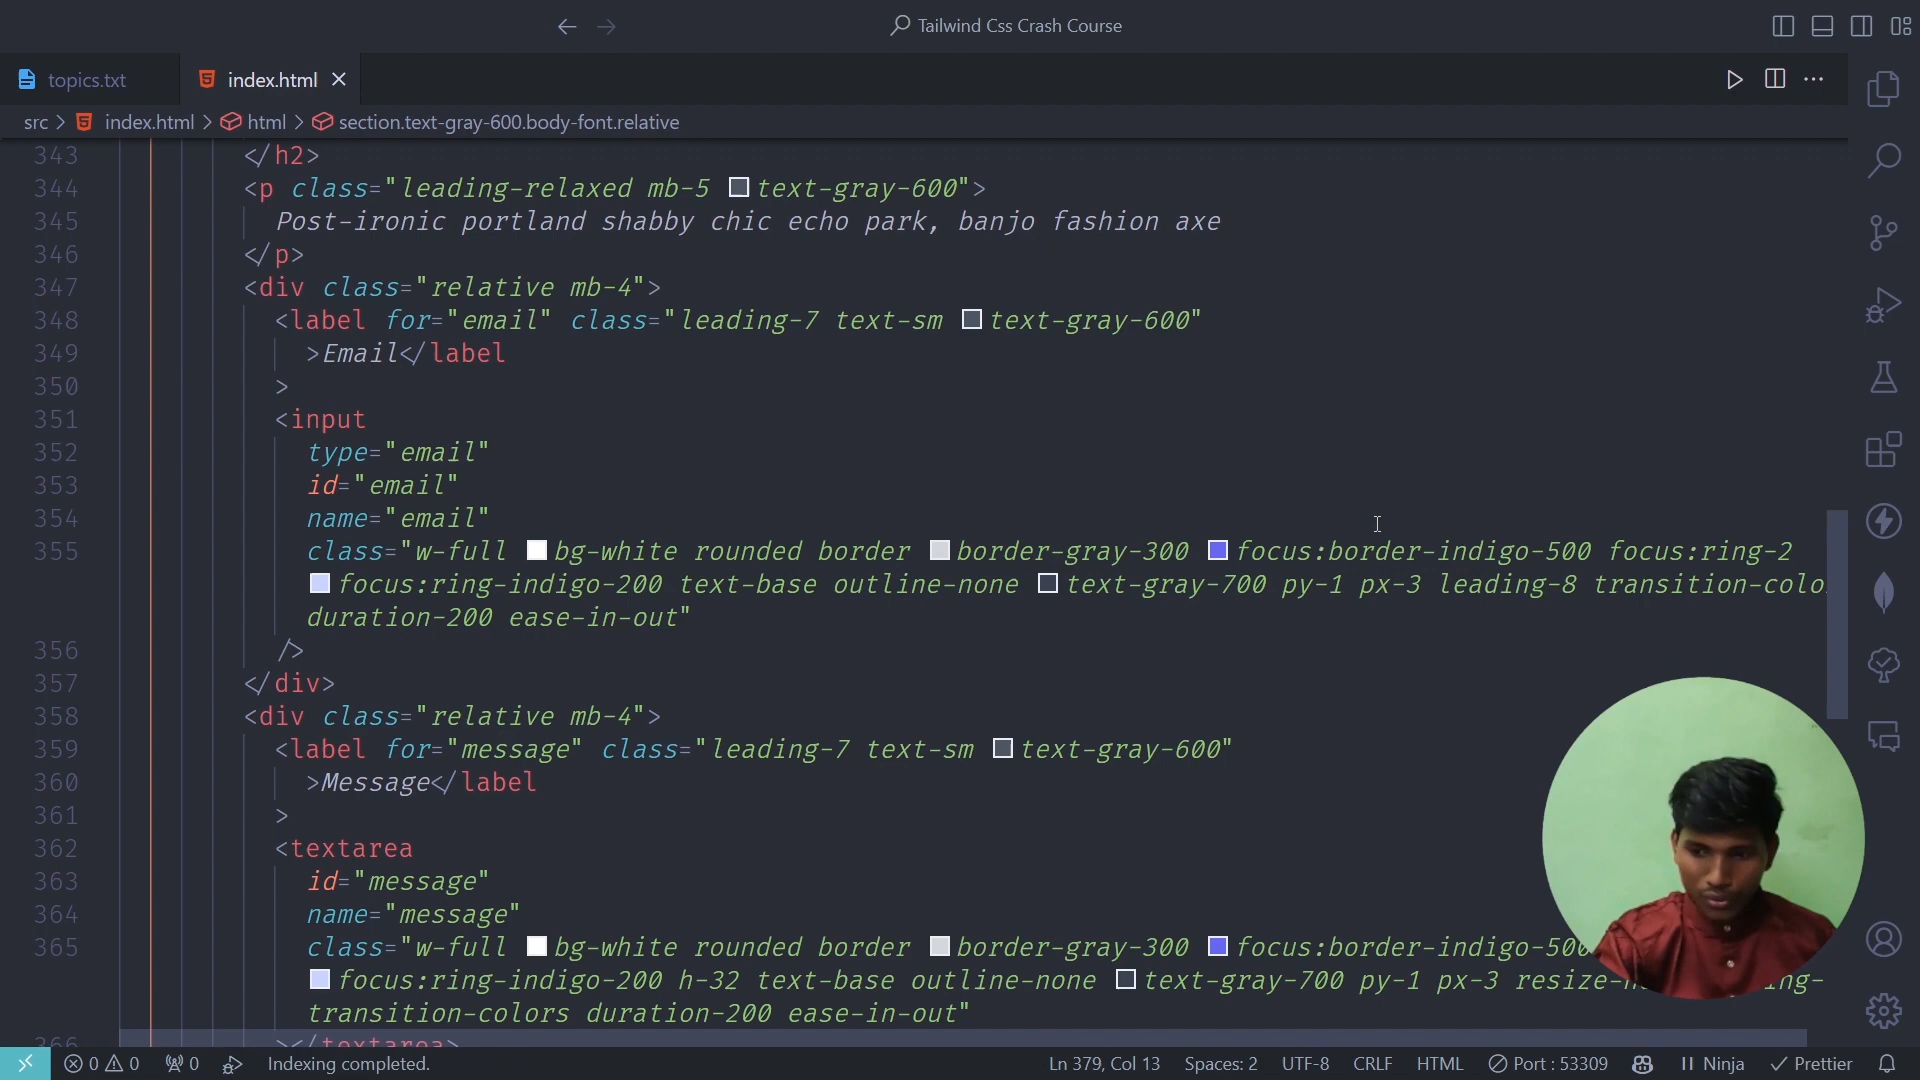 Tailwind Css Crash Course
topics.txt
index.html
src > index.html > html > section.text-gray-600.body-font.relative
343 </h2>
344 <p class="leading-relaxed mb-5 text-gray-600">
345 Post-ironic portland shabby chic echo park, banjo fashion axe
346 </p>
347 <div class="relative mb-4">
348 <label for="email" class="leading-7 text-sm text-gray-600"
349 >Email</label
350 >
351 <input
352 type="email"
353 id="email"
354 name="email"
355 class="w-full bg-white rounded border border-gray-300 focus:border-indigo-500 focus:ring-2
focus:ring-indigo-200 text-base outline-none text-gray-700 py-1 px-3 leading-8 transition-colo
duration-200 ease-in-out"
356 />
357 </div>
358 <div class="relative mb-4">
359 <label for="message" class="leading-7 text-sm text-gray-600"
360 >Message</label
361 >
362 <textarea
363 id="message"
364 name="message"
365 class="w-full bg-white rounded border border-gray-300 focus:border-indigo-500
focus:ring-indigo-200 h-32 text-base outline-none text-gray-700 py-1 px-3
transition-colors duration-200 ease-in-out"
366 ></textarea>
0 0 0 Indexing completed. Ln 379, Col 13 Spaces: 2 UTF-8 CRLF HTML Port : 53309 Ninja Prettier